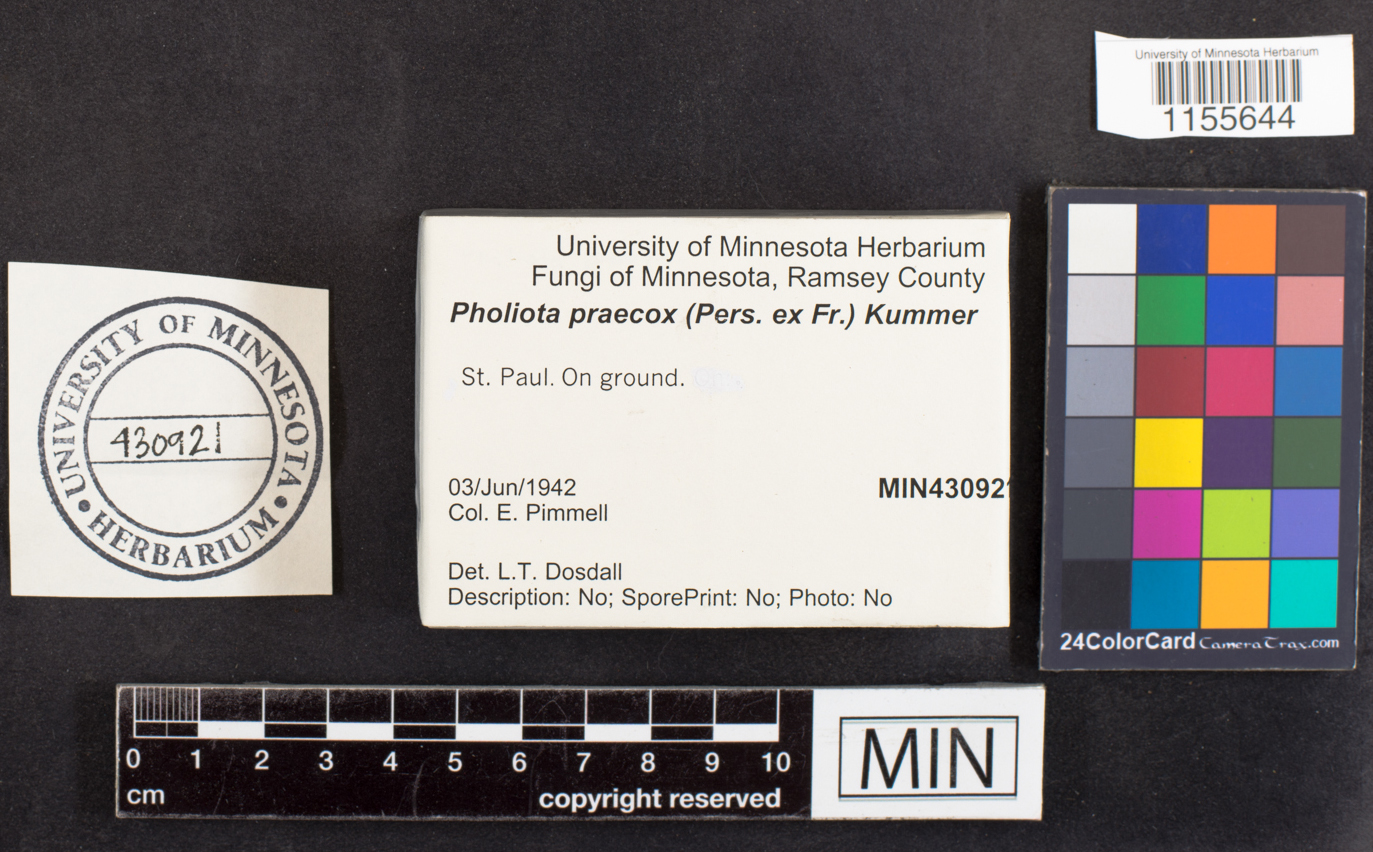 University of Minnesota Herbarium
1155644
University of Minnesota Herbarium
Fungi of Minnesota, Ramsey County
Pholiota praecox (Pers. ex Fr.) Kummer
St. Paul. On ground.
03/Jun/1942
MIN430921
Col. E. Pimmell
Det. L.T. Dosdall
Description: No; SporePrint: No; Photo: No
UNIVERSITY OF MINNESOTA
430921
HERBARIUM
24ColorCard CameraTrax.com
0 1 2 3 4 5 6 7 8 9 10
cm
copyright reserved
MIN